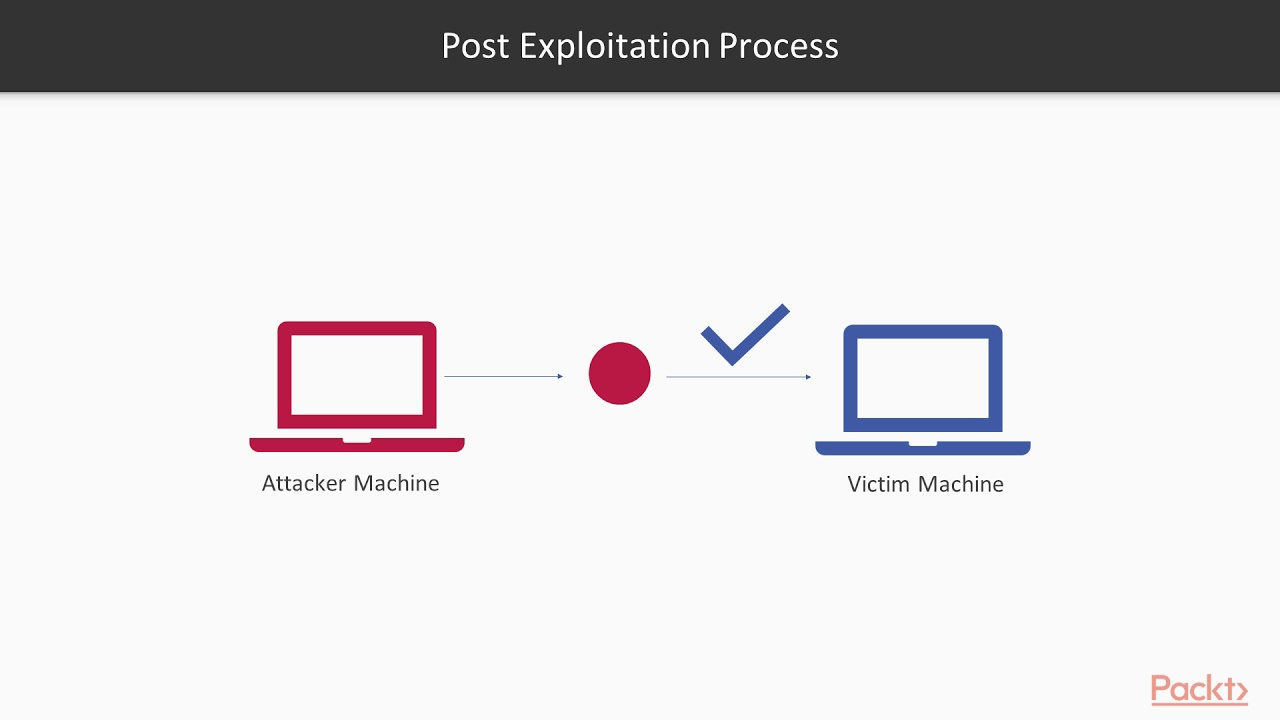 Post Exploitation Process
Attacker Machine
Victim Machine
Packt>